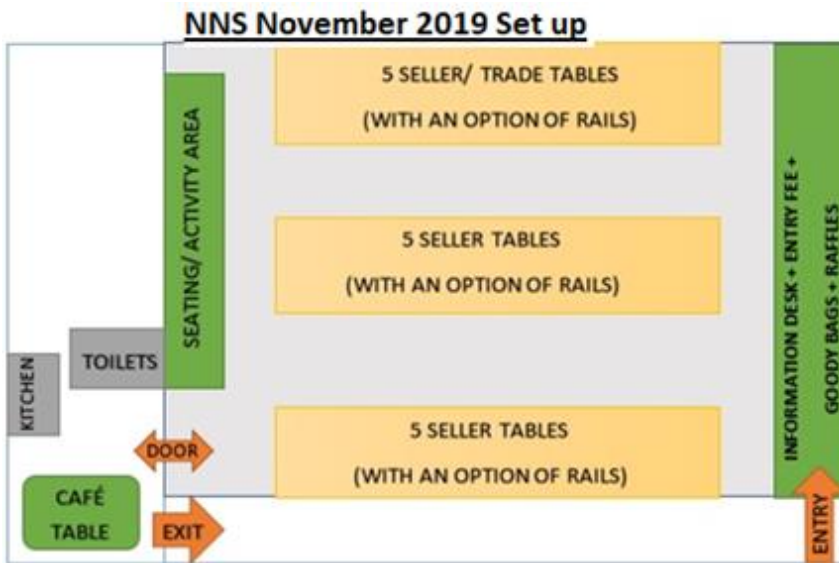 NNS November 2019 Set up
5 SELLER/ TRADE TABLES
(WITH AN OPTION OF RAILS)
SEATING/ ACTIVITY AREA
5 SELLER TABLES
(WITH AN OPTION OF RAILS)
INFORMATION DESK + ENTRY FEE +
GOODY BAGS + RAFFLES
TOILETS
KITCHEN
5 SELLER TABLES
(WITH AN OPTION OF RAILS)
DOOR
CAFÉ
TABLE
EXIT
ENTRY